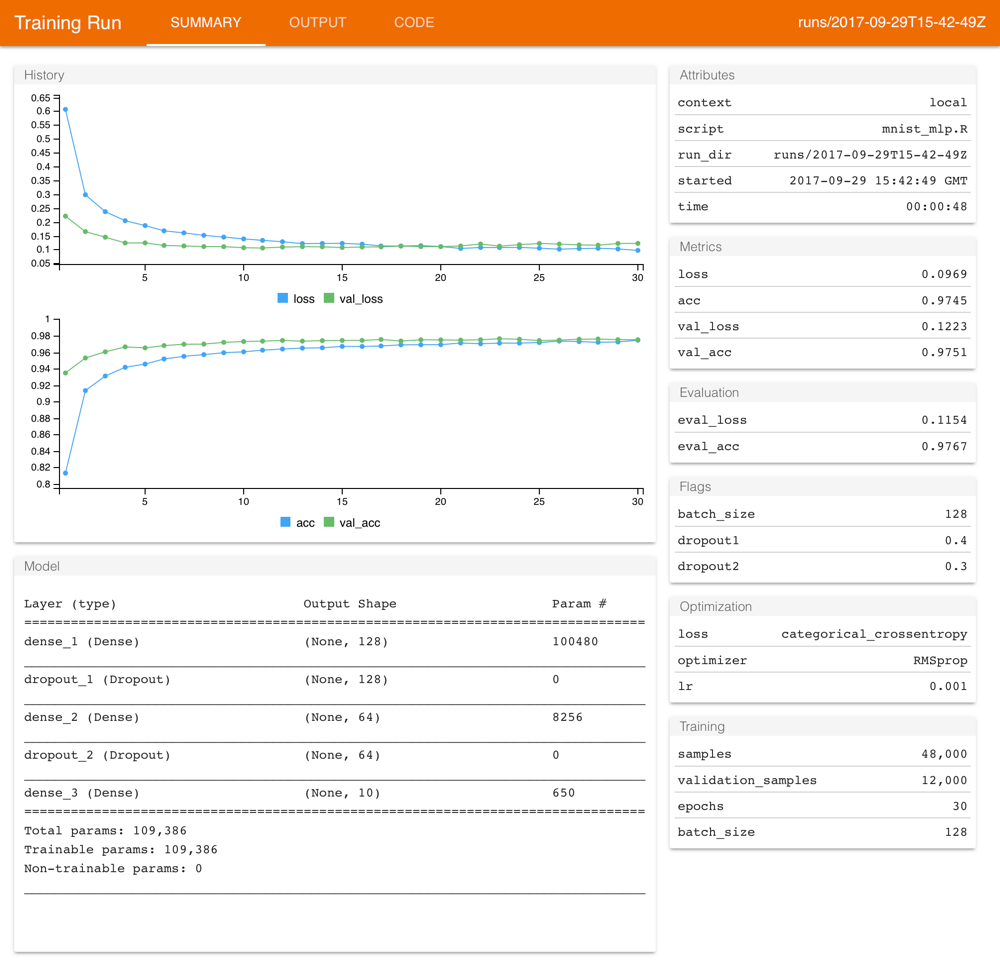 Training Run SUMMARY OUTPUT CODE runs/2017-09-29T15-42-49Z
History
0.65
0.6
0.55
0.5
0.45
0.4
0.35
0.3
0.25
0.2
0.15
0.1
0.05
5 10 15 20 25 30
loss val_loss
1
0.98
0.96
0.94
0.92
0.9
0.88
0.86
0.84
0.82
0.8
5 10 15 20 25 30
acc val_acc
Model
Layer (type) Output Shape Param #
================================================================================
dense_1 (Dense) (None, 128) 100480
________________________________________________________________________________
dropout_1 (Dropout) (None, 128) 0
________________________________________________________________________________
dense_2 (Dense) (None, 64) 8256
________________________________________________________________________________
dropout_2 (Dropout) (None, 64) 0
________________________________________________________________________________
dense_3 (Dense) (None, 10) 650
================================================================================
Total params: 109,386
Trainable params: 109,386
Non-trainable params: 0
________________________________________________________________________________
Attributes
context local
script mnist_mlp.R
run_dir runs/2017-09-29T15-42-49Z
started 2017-09-29 15:42:49 GMT
time 00:00:48
Metrics
loss 0.0969
acc 0.9745
val_loss 0.1223
val_acc 0.9751
Evaluation
eval_loss 0.1154
eval_acc 0.9767
Flags
batch_size 128
dropout1 0.4
dropout2 0.3
Optimization
loss categorical_crossentropy
optimizer RMSprop
lr 0.001
Training
samples 48,000
validation_samples 12,000
epochs 30
batch_size 128